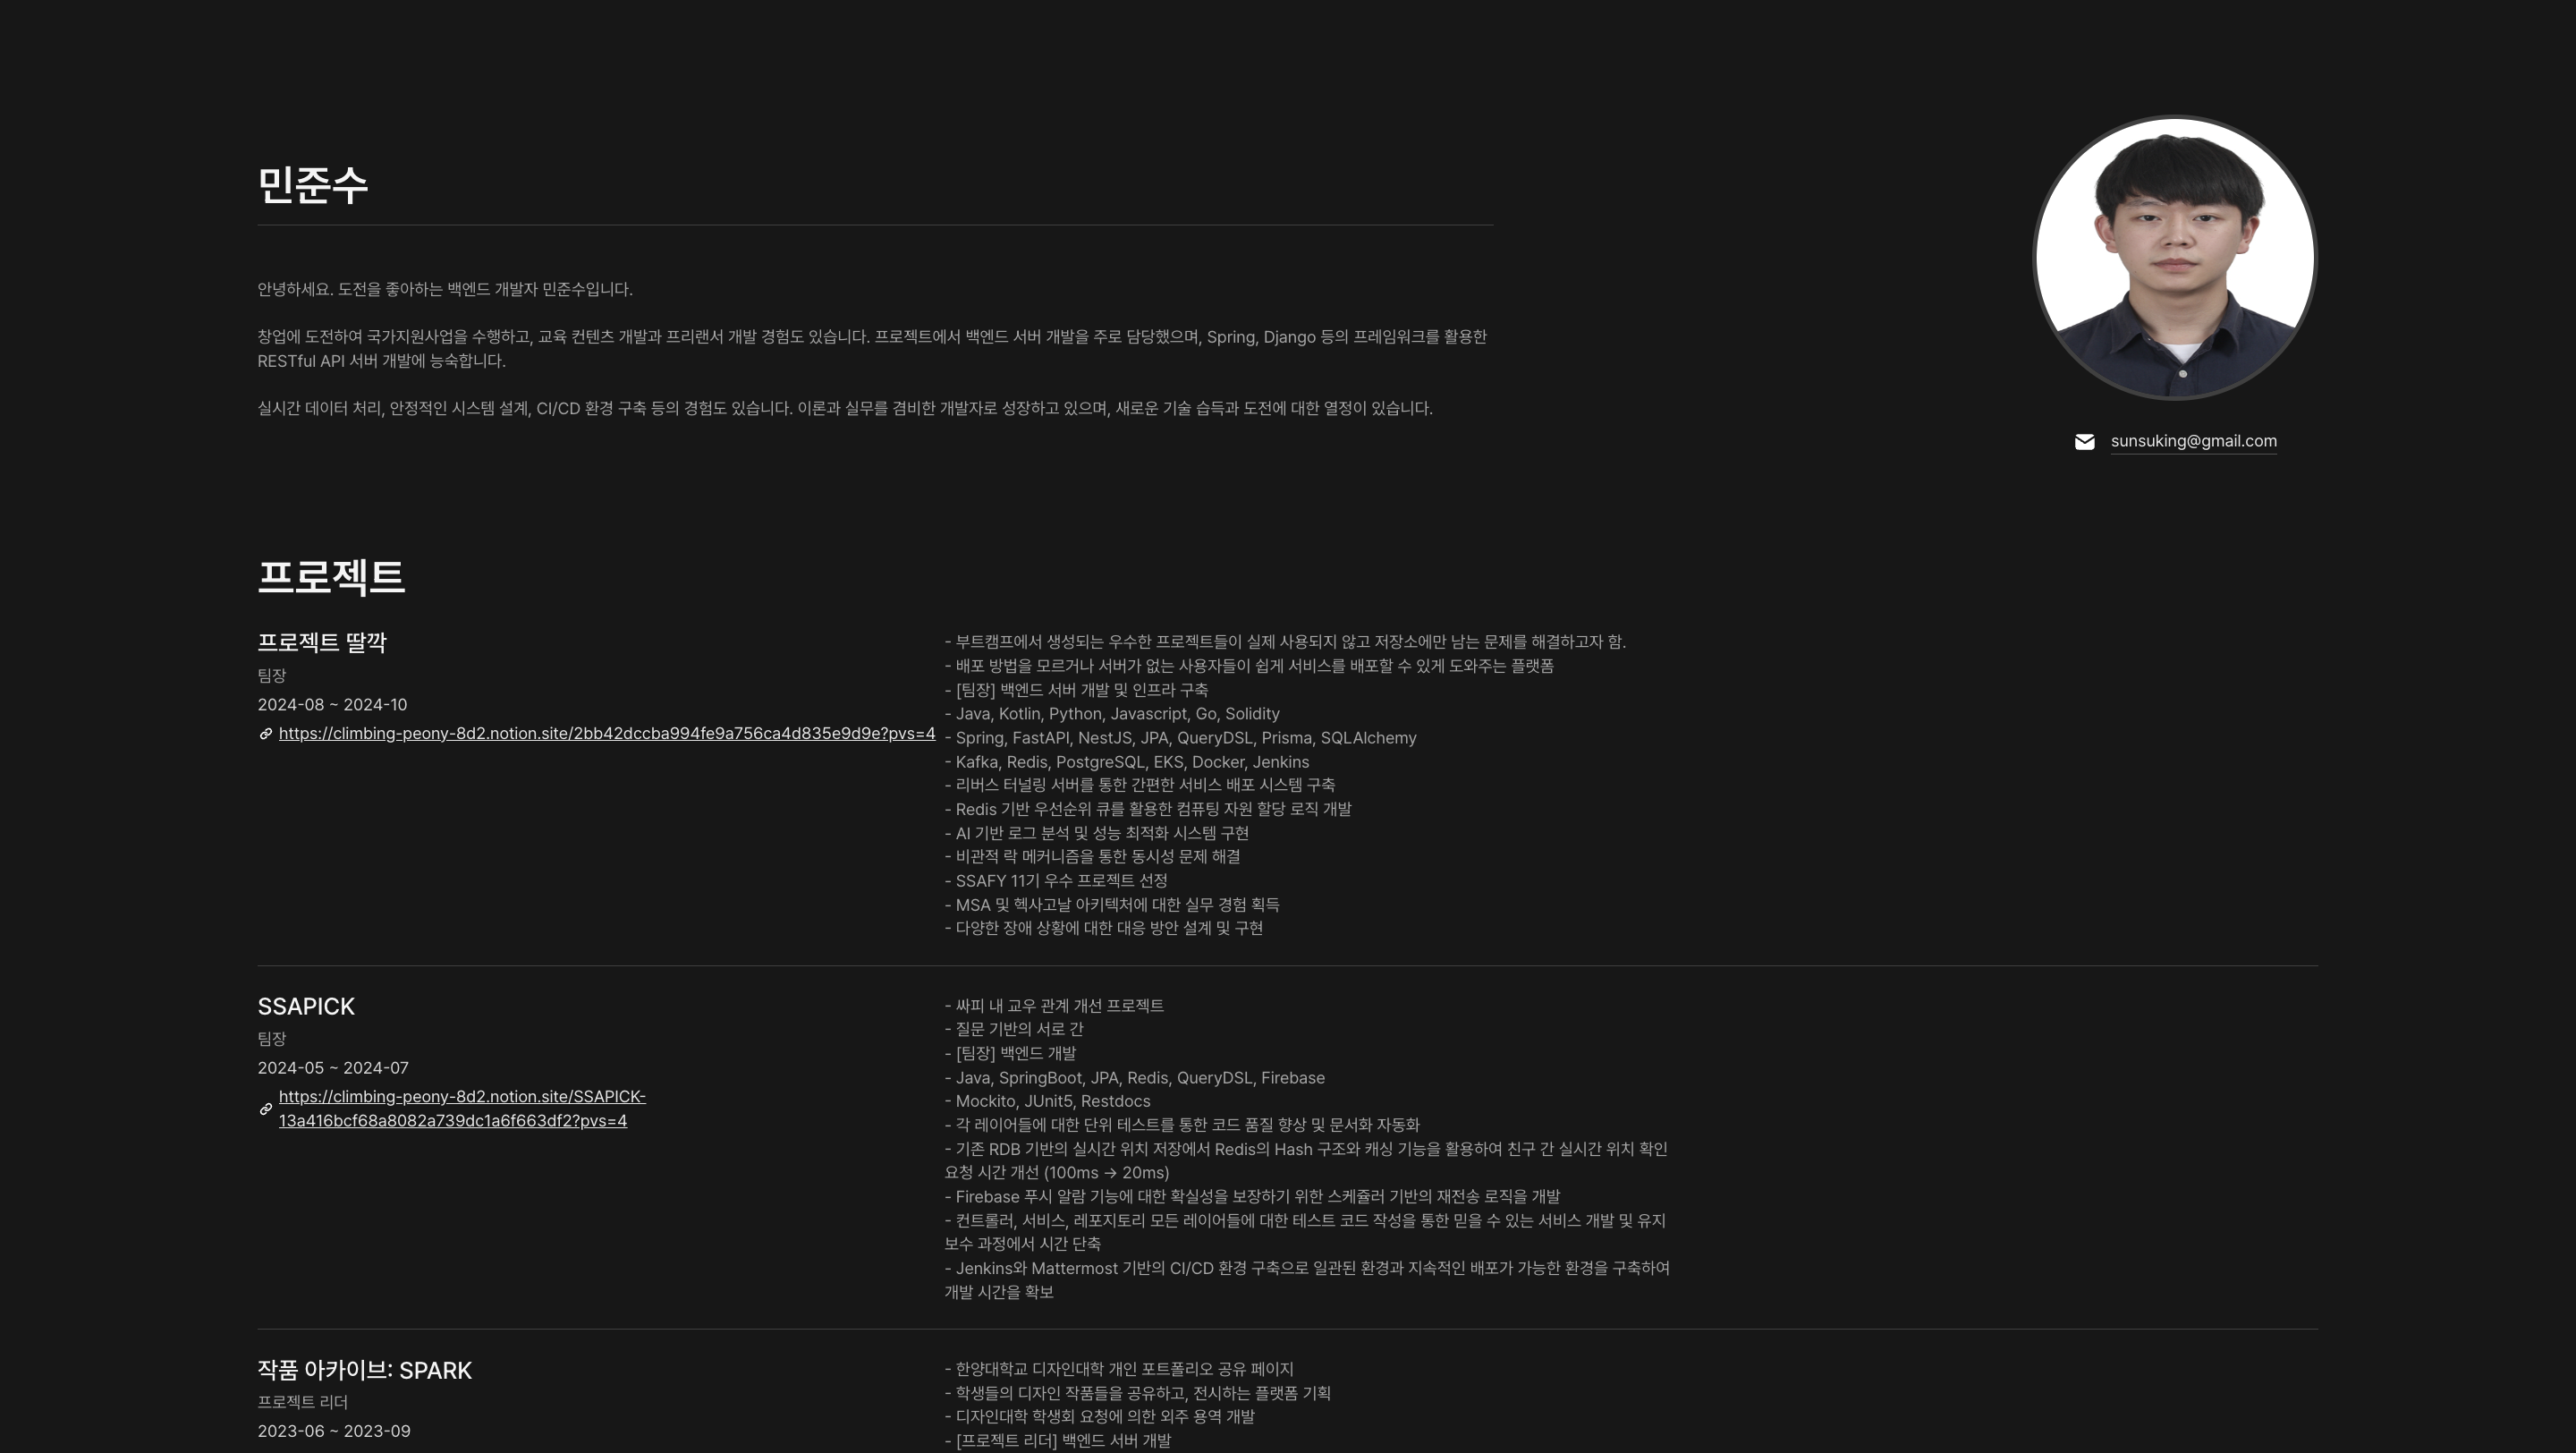 민준수
안녕하세요. 도전을 좋아하는 백엔드 개발자 민준수입니다.
창업에 도전하여 국가지원사업을 수행하고, 교육 컨텐츠 개발과 프리랜서 개발 경험도 있습니다. 프로젝트에서 백엔드 서버 개발을 주로 담당했으며, Spring, Django 등의 프레임워크를 활용한
RESTful API 서버 개발에 능숙합니다.
실시간 데이터 처리, 안정적인 시스템 설계, CI/CD 환경 구축 등의 경험도 있습니다. 이론과 실무를 겸비한 개발자로 성장하고 있으며, 새로운 기술 습득과 도전에 대한 열정이 있습니다.
sunsuking@gmail.com
프로젝트
프로젝트 딸깍
팀장
2024-08 ~ 2024-10
https://climbing-peony-8d2.notion.site/2bb42dccba994fe9a756ca4d835e9d9e?pvs=4
- 부트캠프에서 생성되는 우수한 프로젝트들이 실제 사용되지 않고 저장소에만 남는 문제를 해결하고자 함.
- 배포 방법을 모르거나 서버가 없는 사용자들이 쉽게 서비스를 배포할 수 있게 도와주는 플랫폼
- [팀장] 백엔드 서버 개발 및 인프라 구축
- Java, Kotlin, Python, Javascript, Go, Solidity
- Spring, FastAPI, NestJS, JPA, QueryDSL, Prisma, SQLAlchemy
- Kafka, Redis, PostgreSQL, EKS, Docker, Jenkins
- 리버스 터널링 서버를 통한 간편한 서비스 배포 시스템 구축
- Redis 기반 우선순위 큐를 활용한 컴퓨팅 자원 할당 로직 개발
- AI 기반 로그 분석 및 성능 최적화 시스템 구현
- 비관적 락 메커니즘을 통한 동시성 문제 해결
- SSAFY 11기 우수 프로젝트 선정
- MSA 및 헥사고날 아키텍처에 대한 실무 경험 획득
- 다양한 장애 상황에 대한 대응 방안 설계 및 구현
SSAPICK
팀장
2024-05 ~ 2024-07
https://climbing-peony-8d2.notion.site/SSAPICK-
13a416bcf68a8082a739dc1a6f663df2?pvs=4
- 싸피 내 교우 관계 개선 프로젝트
- 질문 기반의 서로 간
- [팀장] 백엔드 개발
- Java, SpringBoot, JPA, Redis, QueryDSL, Firebase
- Mockito, JUnit5, Restdocs
- 각 레이어들에 대한 단위 테스트를 통한 코드 품질 향상 및 문서화 자동화
- 기존 RDB 기반의 실시간 위치 저장에서 Redis의 Hash 구조와 캐싱 기능을 활용하여 친구 간 실시간 위치 확인
요청 시간 개선 (100ms → 20ms)
- Firebase 푸시 알람 기능에 대한 확실성을 보장하기 위한 스케쥴러 기반의 재전송 로직을 개발
- 컨트롤러, 서비스, 레포지토리 모든 레이어들에 대한 테스트 코드 작성을 통한 믿을 수 있는 서비스 개발 및 유지
보수 과정에서 시간 단축
- Jenkins와 Mattermost 기반의 CI/CD 환경 구축으로 일관된 환경과 지속적인 배포가 가능한 환경을 구축하여
개발 시간을 확보
작품 아카이브: SPARK
프로젝트 리더
2023-06 ~ 2023-09
- 한양대학교 디자인대학 개인 포트폴리오 공유 페이지
- 학생들의 디자인 작품들을 공유하고, 전시하는 플랫폼 기획
- 디자인대학 학생회 요청에 의한 외주 용역 개발
- [프로젝트 리더] 백엔드 서버 개발